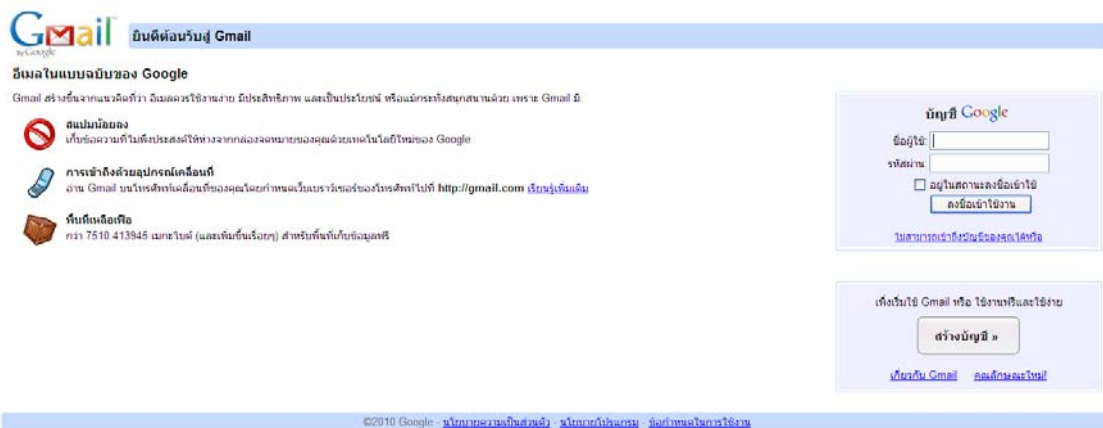 Gmail
by Google
ยินดีต้อนรับสู่ Gmail
อีเมลในแบบฉบับของ Google
Gmail สร้างขึ้นจากแนวคิดที่ว่า อีเมลควรใช้งานง่าย มีประสิทธิภาพ และเป็นประโยชน์ หรือแม้กระทั่งสนุกสนานด้วย เพราะ Gmail มี:
สแปมน้อยลง
เก็บข้อความที่ไม่พึงประสงค์ให้ห่างจากกล่องจดหมายของคุณด้วยเทคโนโลยีใหม่ของ Google
การเข้าถึงด้วยอุปกรณ์เคลื่อนที่
อ่าน Gmail บนโทรศัพท์เคลื่อนที่ของคุณโดยกำหนดเว็บเบราว์เซอร์ของโทรศัพท์ไปที่ http://gmail.com เรียนรู้เพิ่มเติม
พื้นที่เหลือเฟือ
กว่า 7510.413945 เมกะไบต์ (และเพิ่มขึ้นเรื่อยๆ) สำหรับพื้นที่เก็บข้อมูลฟรี
บัญชี Google
ชื่อผู้ใช้:
รหัสผ่าน:
อยู่ในสถานะลงชื่อเข้าใช้
ลงชื่อเข้าใช้งาน
ไม่สามารถเข้าถึงบัญชีของคุณได้หรือ
เพิ่งเริ่มใช้ Gmail หรือ ใช้งานฟรีและใช้ง่าย
สร้างบัญชี »
เกี่ยวกับ Gmail คุณลักษณะใหม่!
©2010 Google - นโยบายความเป็นส่วนตัว - นโยบายโปรแกรม - ข้อกำหนดในการใช้งาน